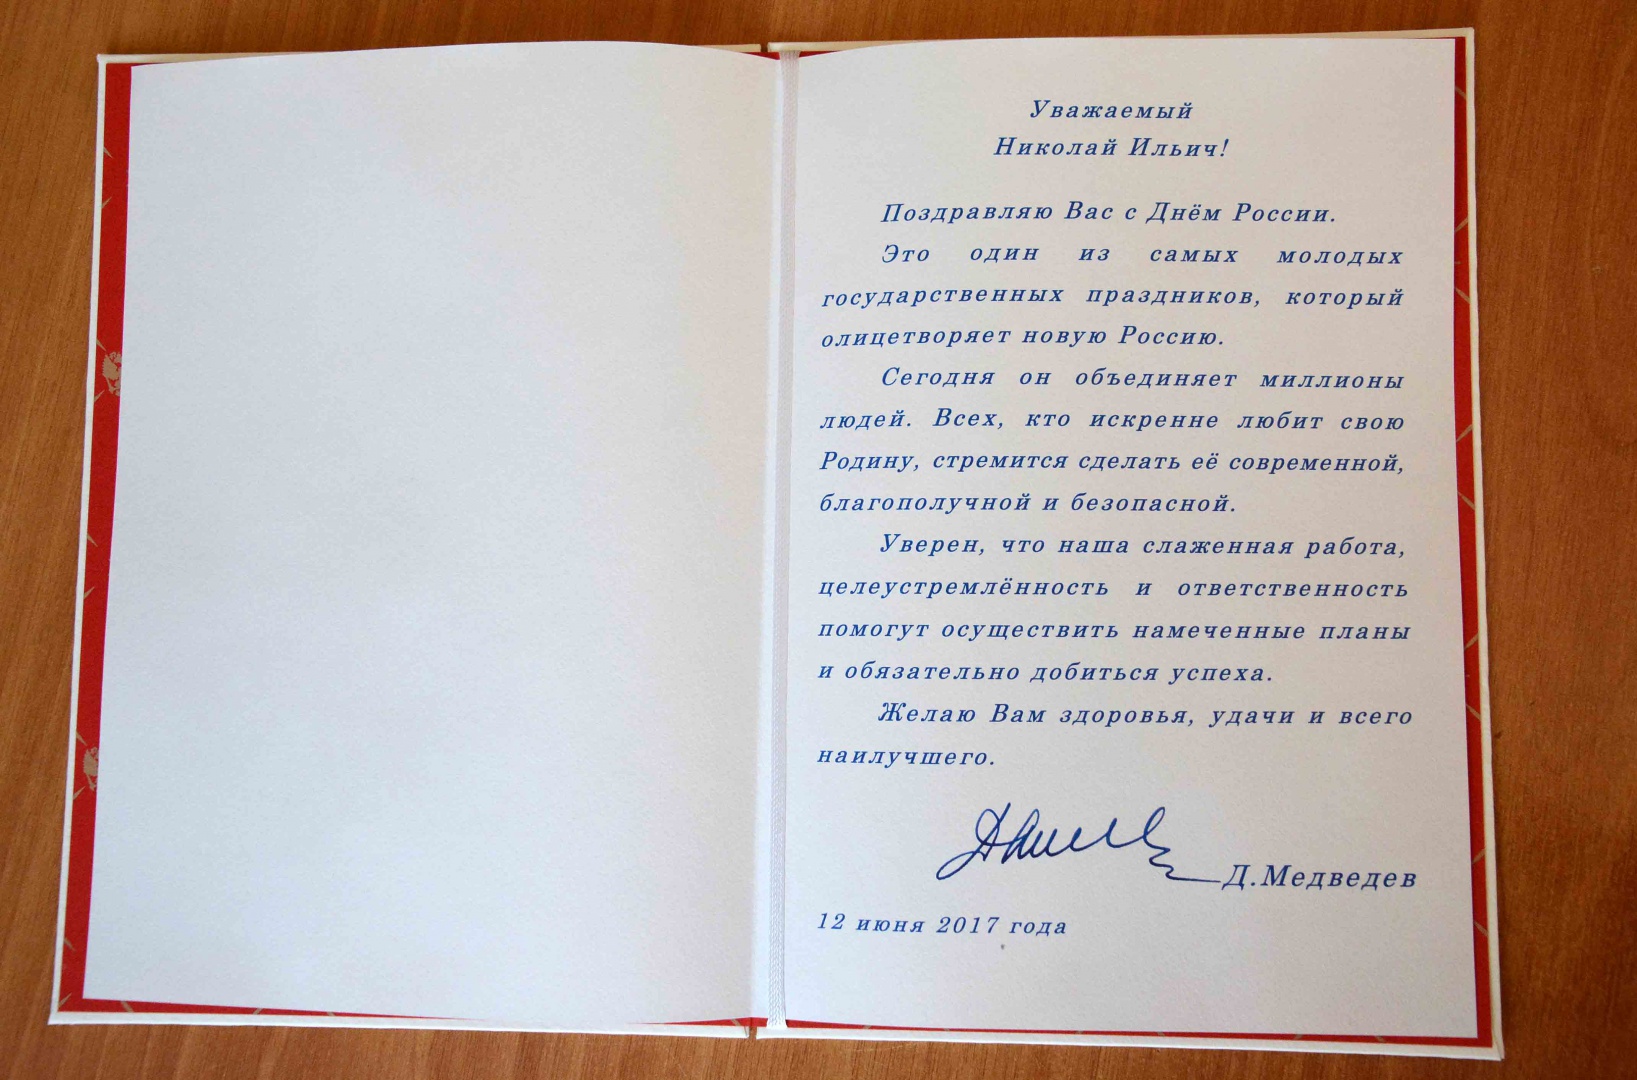 Уважаемый
Николай Ильич!
Поздравляю Вас с Днём России.
Это один из самых молодых
государственных праздников, который
олицетворяет новую Россию.
Сегодня он объединяет миллионы
людей. Всех, кто искренне любит свою
Родину, стремится сделать её современной,
благополучной и безопасной.
Уверен, что наша слаженная работа,
целеустремлённость и ответственность
помогут осуществить намеченные планы
и обязательно добиться успеха.
Желаю Вам здоровья, удачи и всего
наилучшего.
Д.Медведев
12 июня 2017 года